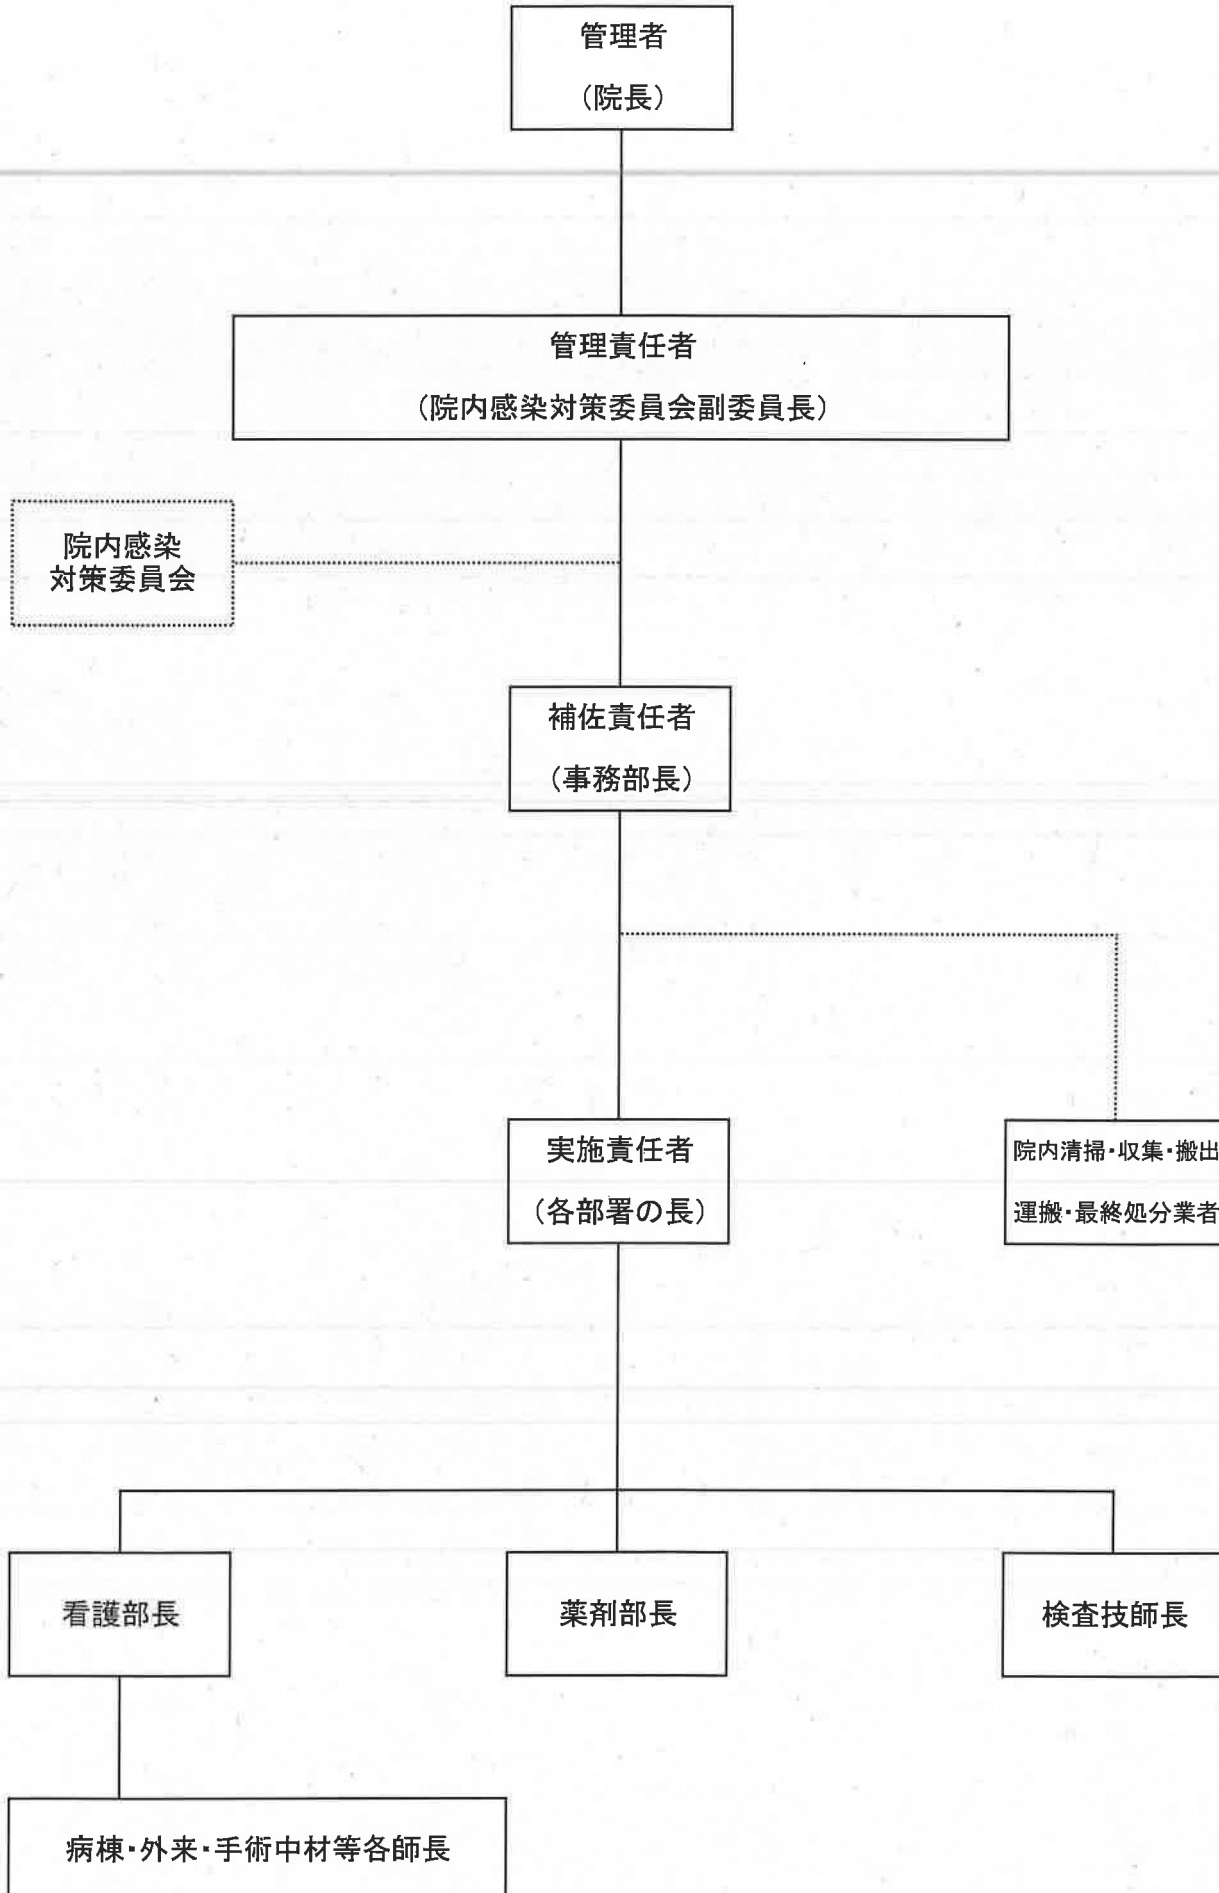 管理者
（院長）
管理責任者
（院内感染対策委員会副委員長）
院内感染
対策委員会
補佐責任者
（事務部長）
実施責任者
（各部署の長）
院内清掃・収集・搬出
運搬・最終処分業者
看護部長
薬剤部長
検査技師長
病棟・外来・手術中材等各師長